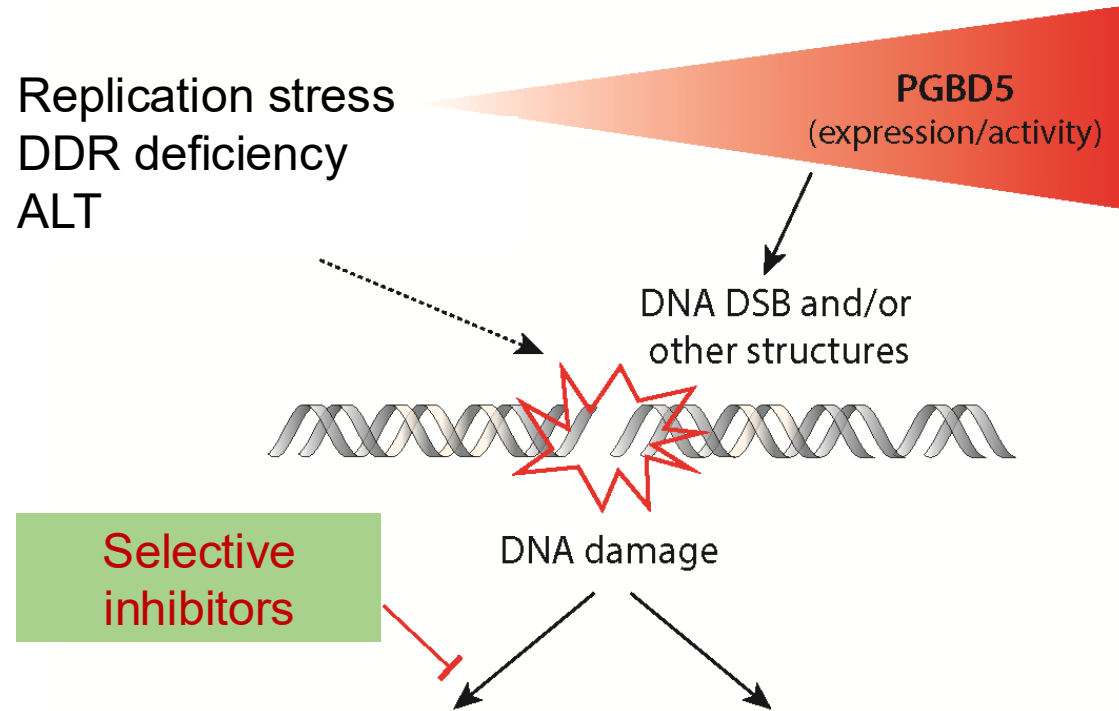 Replication stress
DDR deficiency
ALT
PGBD5
(expression/activity)
DNA DSB and/or
other structures
DNA damage
Selective
inhibitors